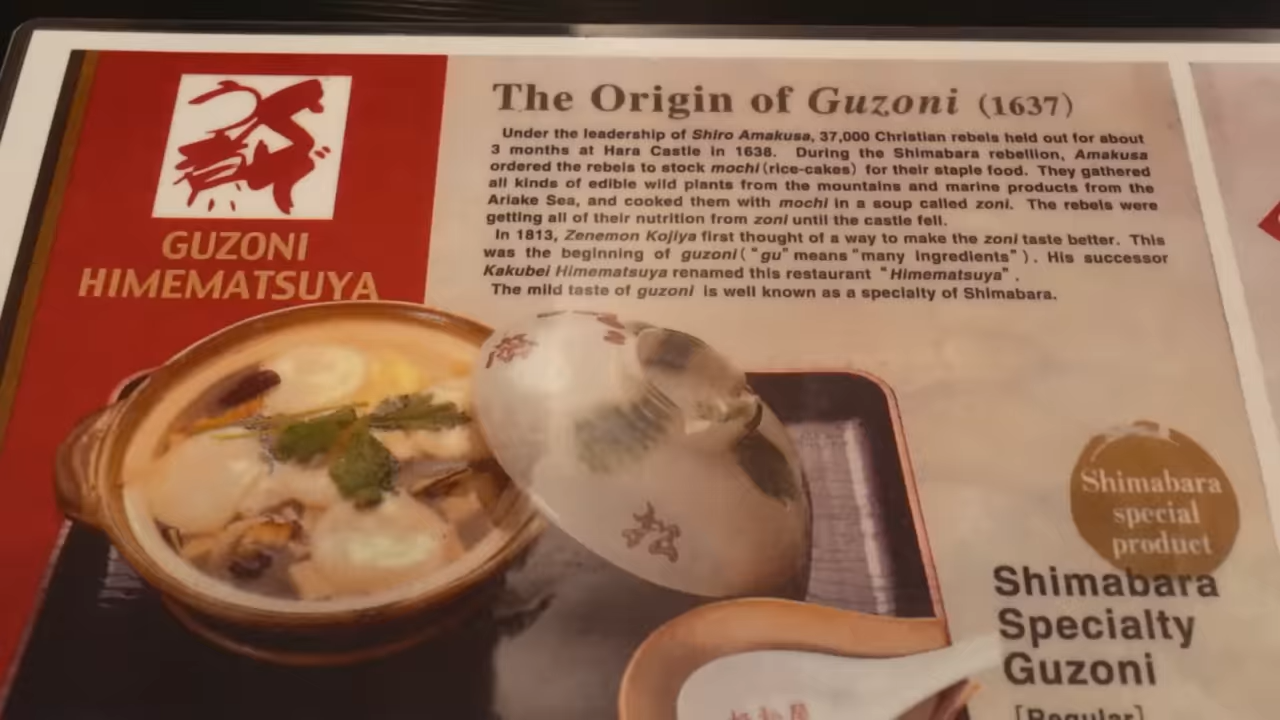 GUZONI
HIMEMATSUYA
The Origin of Guzoni (1637)
Under the leadership of Shiro Amakusa, 37,000 Christian rebels held out for about
3 months at Hara Castle in 1638. During the Shimabara rebellion, Amakusa
ordered the rebels to stock mochi (rice-cakes) for their staple food. They gathered
all kinds of edible wild plants from the mountains and marine products from the
Ariake Sea, and cooked them with mochi in a soup called zoni. The rebels were
getting all of their nutrition from zoni until the castle fell.
In 1813, Zenemon Kojiya first thought of a way to make the zoni taste better. This
was the beginning of guzoni (“gu” means “many ingredients”). His successor
Kakubei Himematsuya renamed this restaurant “Himematsuya”.
The mild taste of guzoni is well known as a specialty of Shimabara.
Shimabara
special
product
Shimabara
Specialty
Guzoni
[Regular]